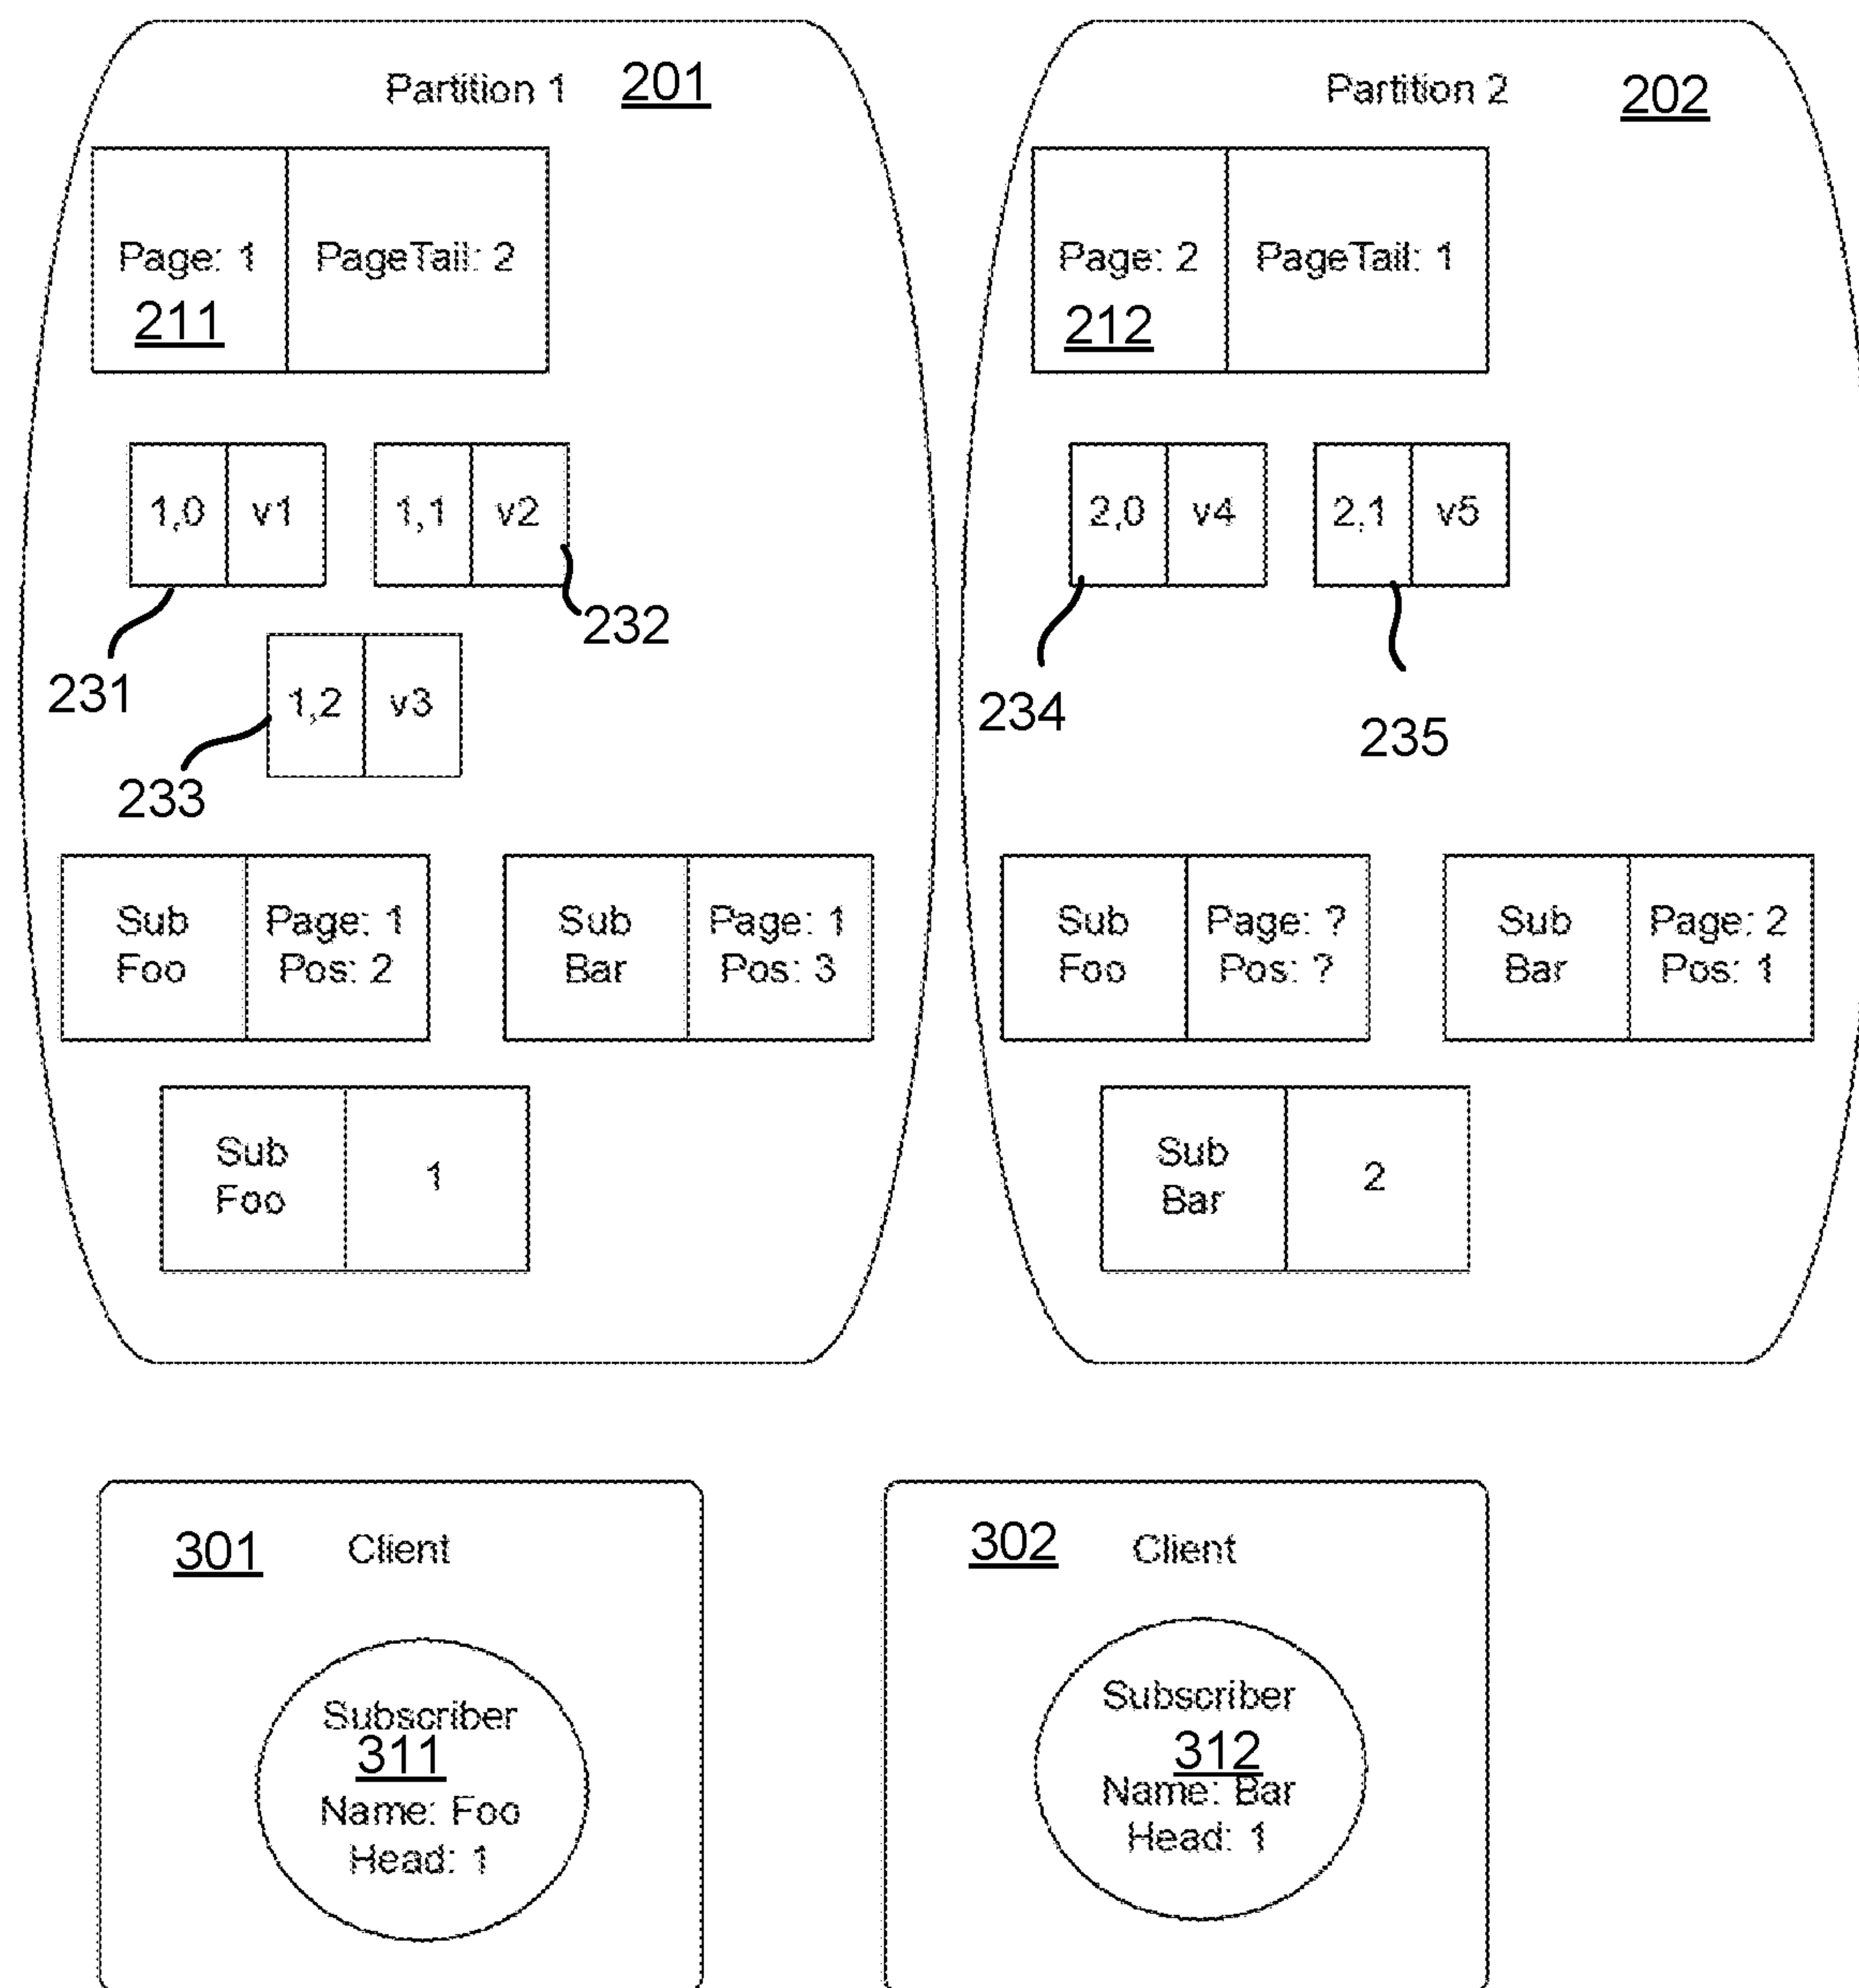 Partition 1 201
Page: 1 PageTail: 2
211
1,0 v1 1,1 v2
232
231
1,2 v3
233
Sub Foo Page: 1 Pos: 2
Sub Bar Page: 1 Pos: 3
Sub Foo 1
Partition 2 202
Page: 2 PageTail: 1
212
2,0 v4 2,1 v5
234
235
Sub Foo Page: ? Pos: ?
Sub Bar Page: 2 Pos: 1
Sub Bar 2
301 Client
Subscriber
311
Name: Foo
Head: 1
302 Client
Subscriber
312
Name: Bar
Head: 1